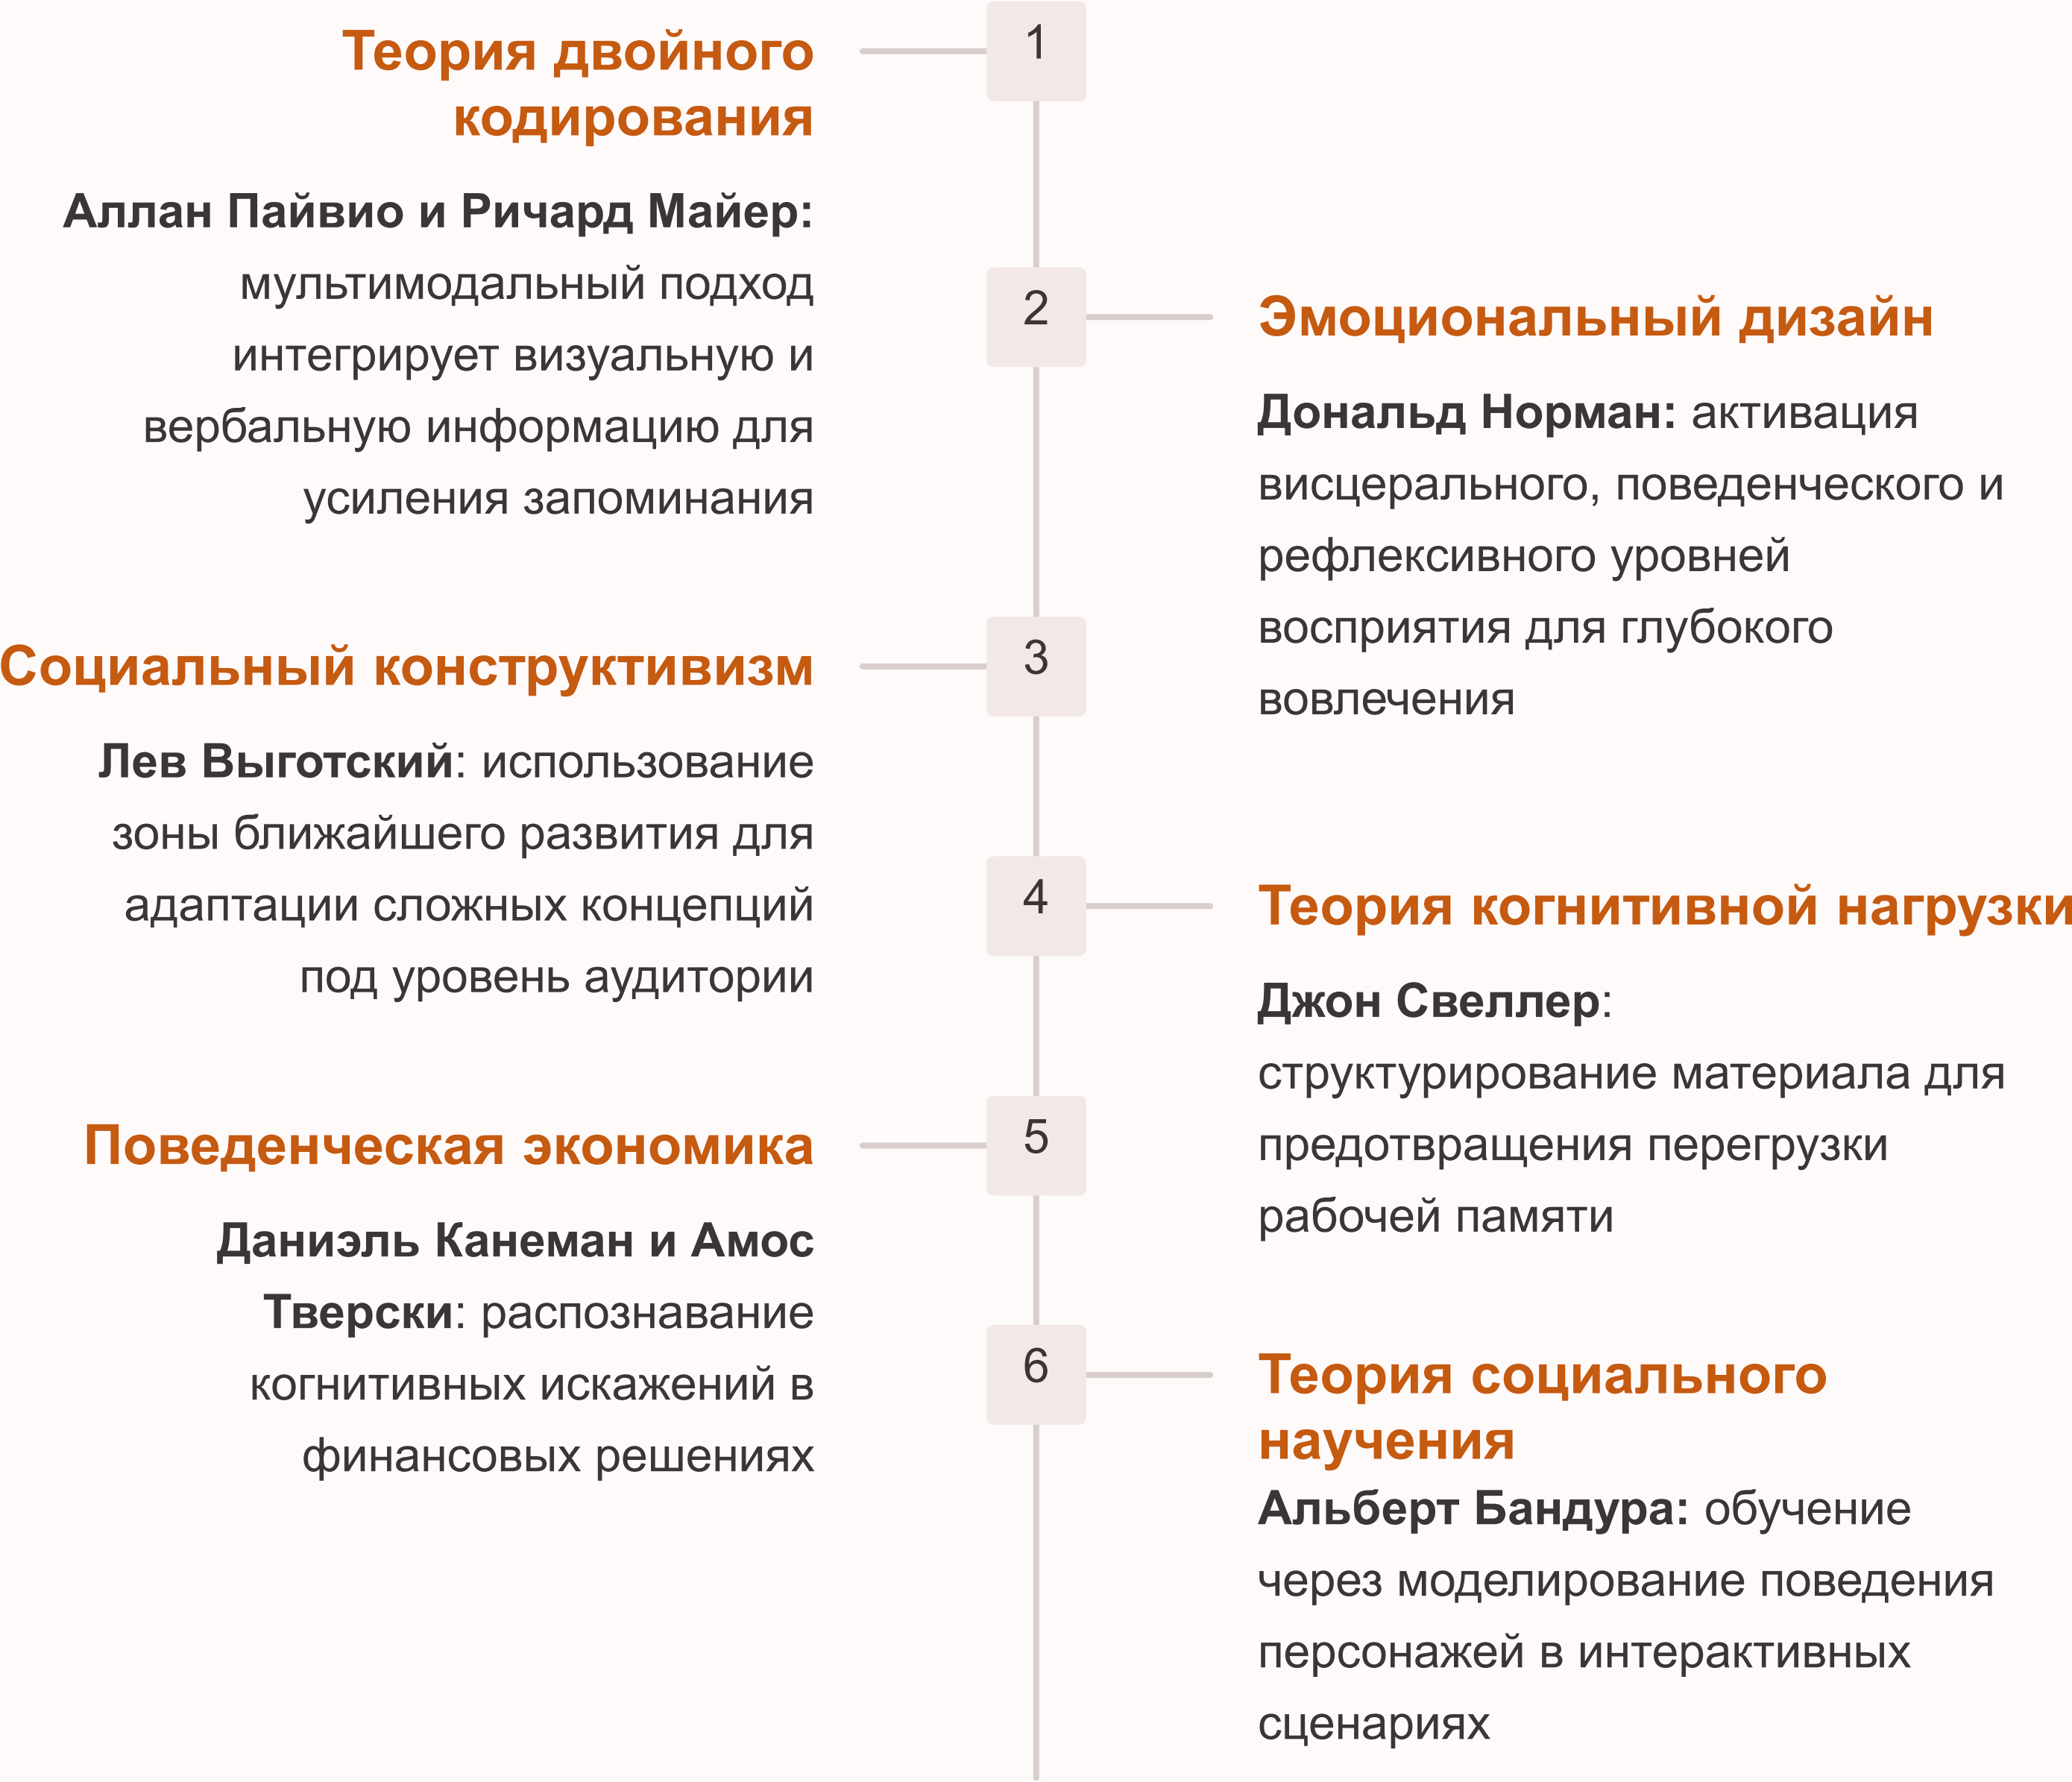 1
Теория двойного
кодирования
Аллан Пайвио и Ричард Майер:
мультимодальный подход
интегрирует визуальную и
вербальную информацию для
усиления запоминания
2
Эмоциональный дизайн
Дональд Норман: активация
висцерального, поведенческого и
рефлексивного уровней
восприятия для глубокого
вовлечения
3
Социальный конструктивизм
Лев Выготский: использование
зоны ближайшего развития для
адаптации сложных концепций
под уровень аудитории
4
Теория когнитивной нагрузки
Джон Свеллер:
структурирование материала для
предотвращения перегрузки
рабочей памяти
5
Поведенческая экономика
Даниэль Канеман и Амос
Тверски: распознавание
когнитивных искажений в
финансовых решениях
6
Теория социального
научения
Альберт Бандура: обучение
через моделирование поведения
персонажей в интерактивных
сценариях